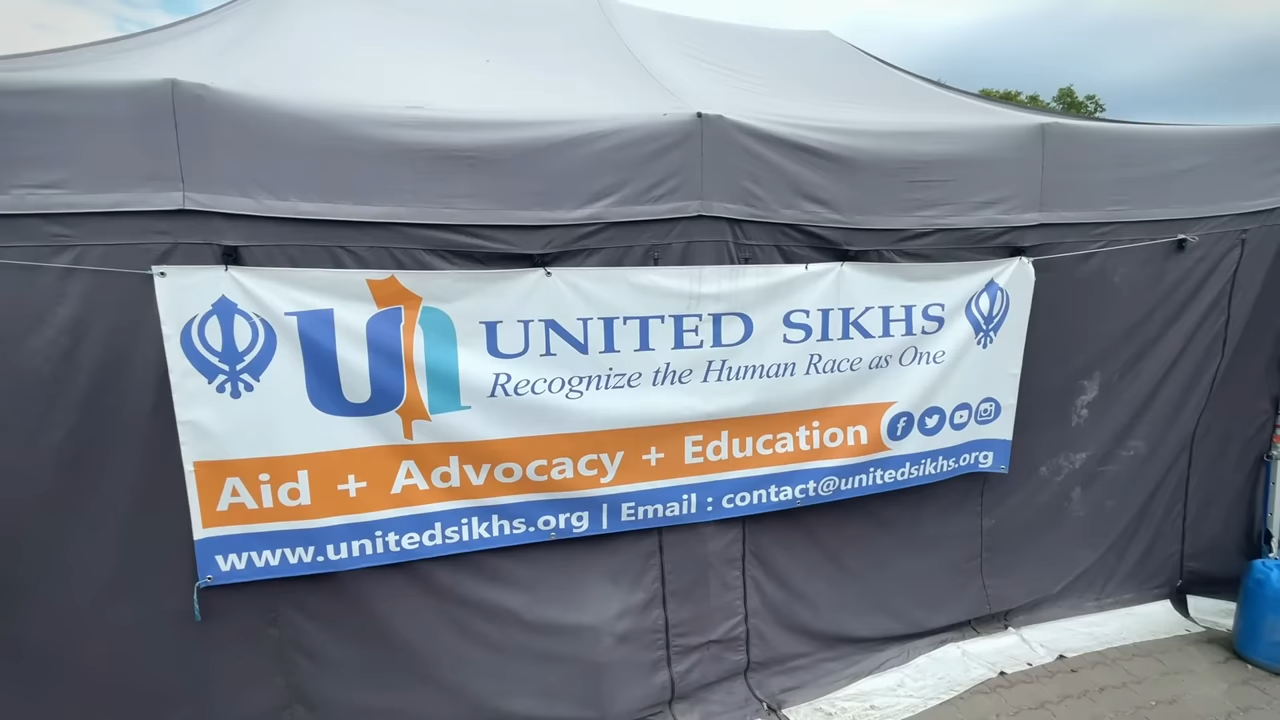 UNITED SIKHS
Recognize the Human Race as One
Aid + Advocacy + Education
www.unitedsikhs.org | Email : contact@unitedsikhs.org